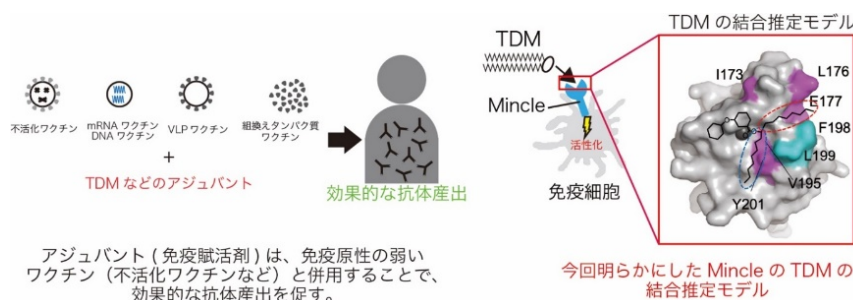 不活化ワクチン
mRNA ワクチン
DNA ワクチン
VLP ワクチン
組換えタンパク質
ワクチン
+
TDM などのアジュバント
効果的な抗体産出
アジュバント ( 免疫賦活剤 ) は、免疫原性の弱い
ワクチン（不活化ワクチンなど）と併用することで、
効果的な抗体産出を促す。
TDM
Mincle
活性化
免疫細胞
TDM の結合推定モデル
I173
L176
E177
F198
L199
V195
Y201
今回明らかにした Mincle の TDM の
結合推定モデル